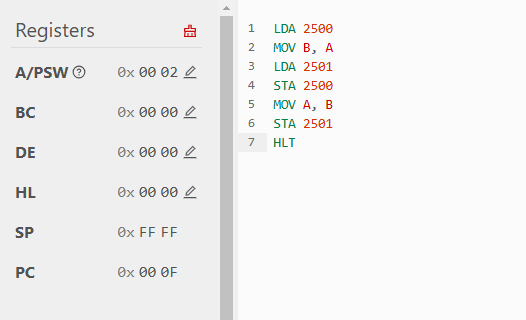 Registers
A/PSW ? 0x 00 02
BC 0x 00 00
DE 0x 00 00
HL 0x 00 00
SP 0x FF FF
PC 0x 00 0F
1 LDA 2500
2 MOV B, A
3 LDA 2501
4 STA 2500
5 MOV A, B
6 STA 2501
7 HLT